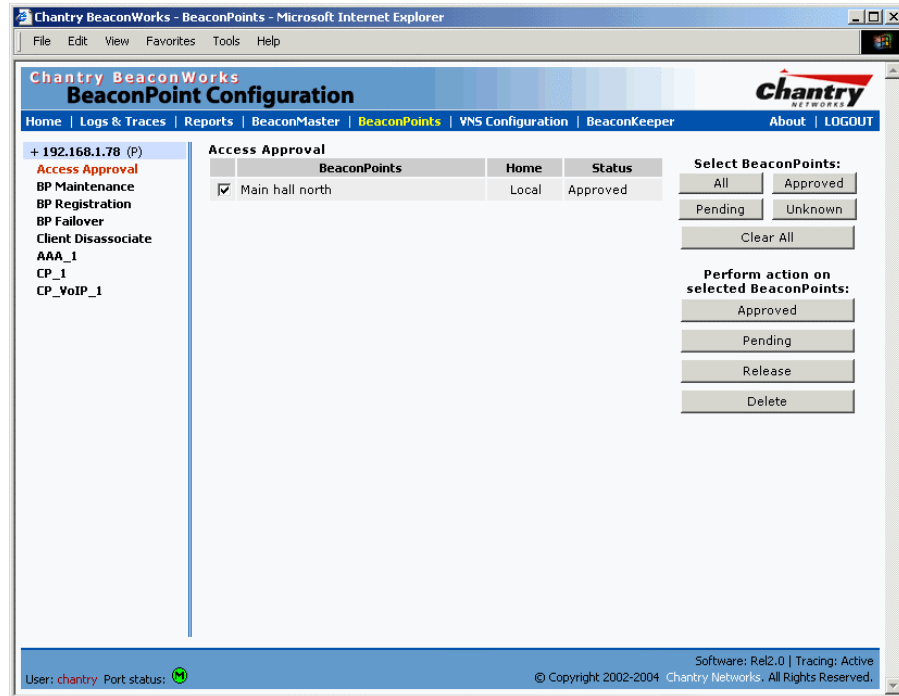 Chantry BeaconWorks - BeaconPoints - Microsoft Internet Explorer
File Edit View Favorites Tools Help
Chantry BeaconWorks
BeaconPoint Configuration
Chantry
NETWORKS
Home | Logs & Traces | Reports | BeaconMaster | BeaconPoints | VNS Configuration | BeaconKeeper About | LOGOUT
+ 192.168.1.78 (P)
Access Approval
BP Maintenance
BP Registration
BP Failover
Client Disassociate
AAA_1
CP_1
CP_VoIP_1
Access Approval
BeaconPoints Home Status
Main hall north Local Approved
Select BeaconPoints:
All Approved
Pending Unknown
Clear All
Perform action on
selected BeaconPoints:
Approved
Pending
Release
Delete
Software: Rel2.0 | Tracing: Active
User: chantry Port status: M © Copyright 2002-2004 Chantry Networks. All Rights Reserved.